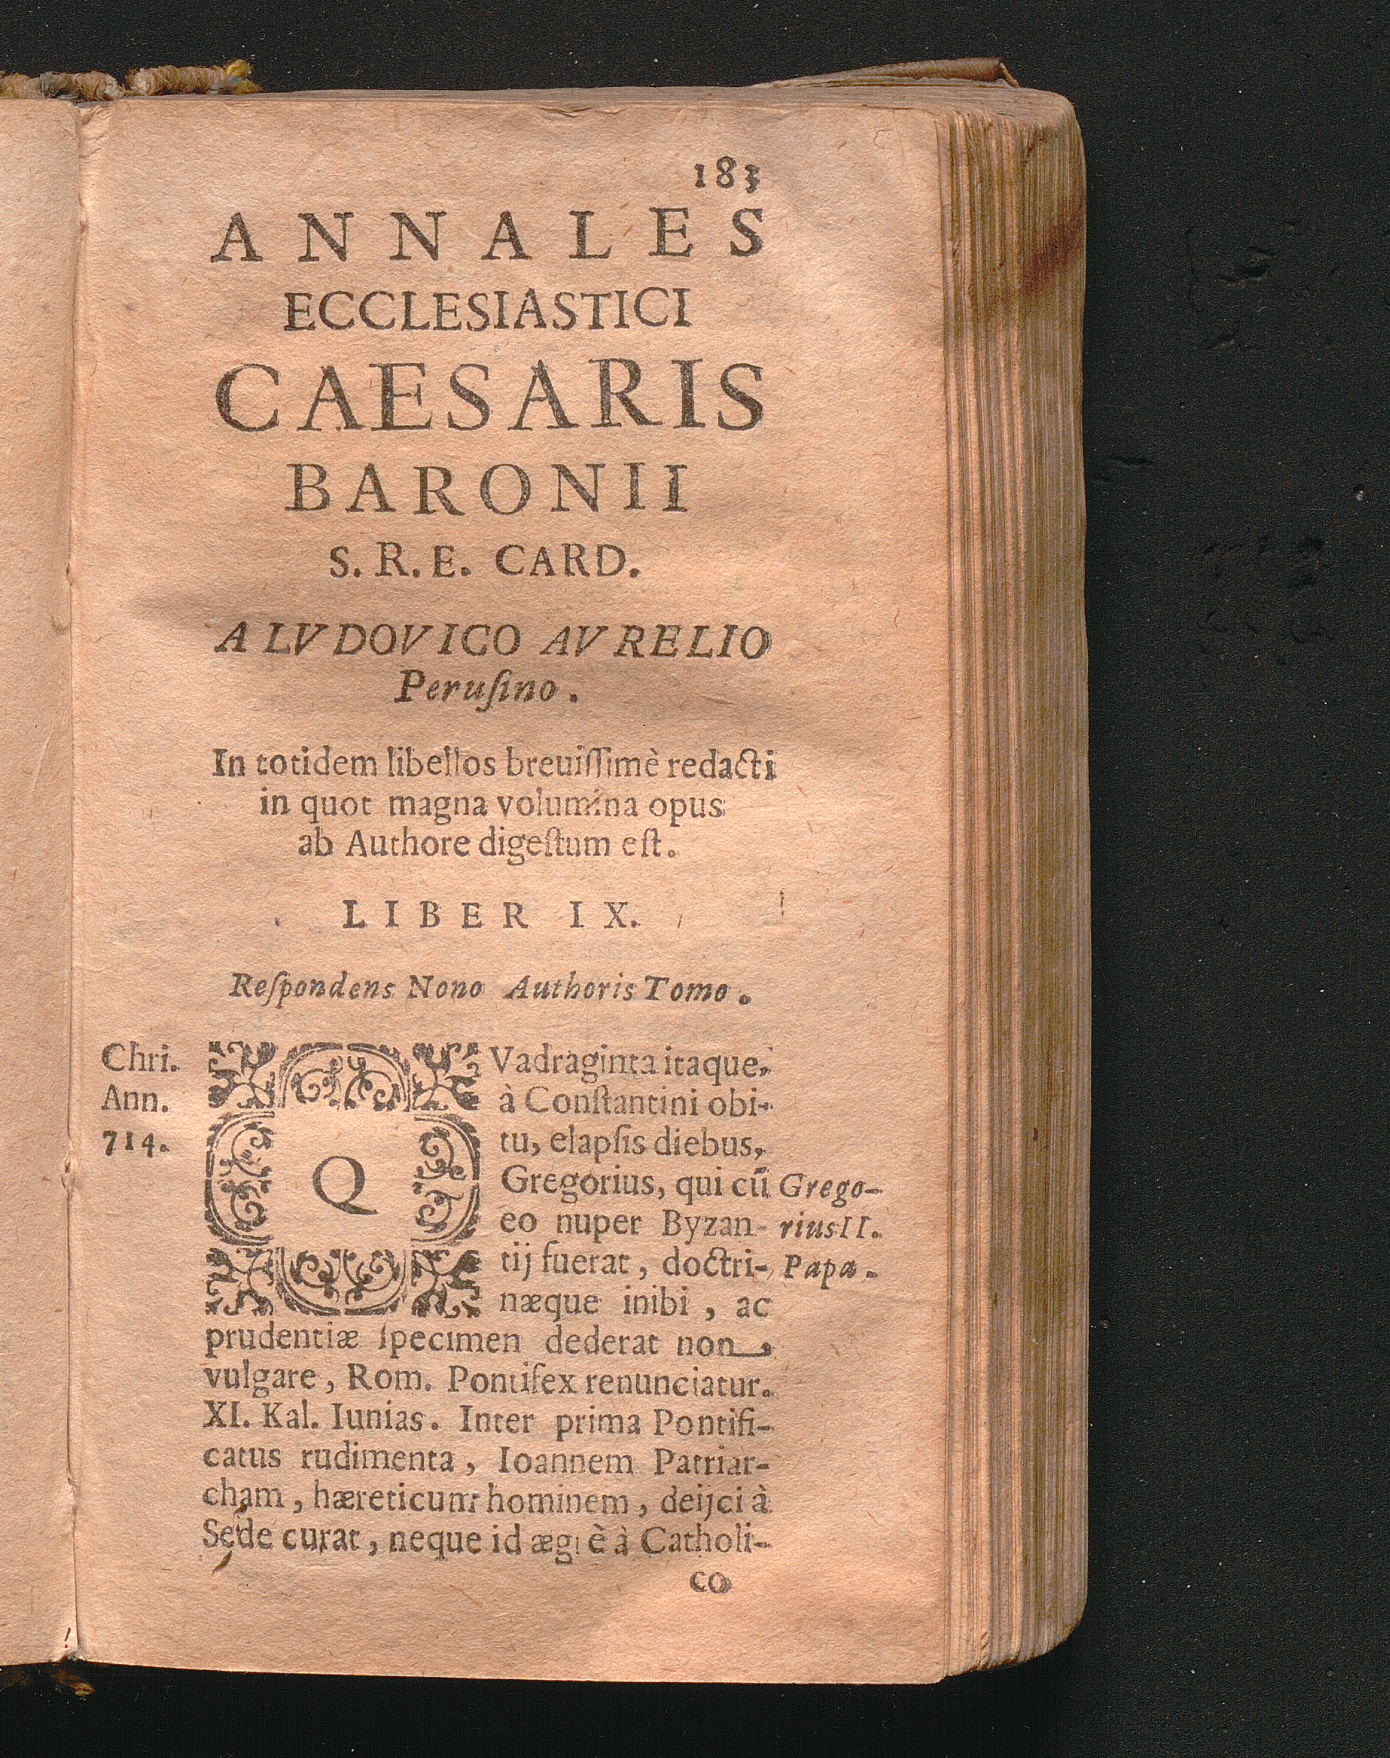 183
ANNALES
ECCLESIASTICI
CAESARIS
BARONII
S. R. E. CARD.
A LVDOVICO AVRELIO
Peruſino.
In totidem libellos breuiſſimè redacti
in quot magna volumina opus
ab Authore digeſtum eſt.
LIBER IX.
Reſpondens Nono Authoris Tomo.
Chri.
Ann.
714.
QVadraginta itaque,
à Conſtantini obi-
tu, elapſis diebus,
Gregorius, qui cū
eo nuper Byzan-
tij fuerat, doctri-
næque inibi, ac
prudentiæ ſpecimen dederat non
vulgare, Rom. Pontifex renunciatur.
XI. Kal. Iunias. Inter prima Pontifi-
catus rudimenta, Ioannem Patriar-
cham, hæreticum hominem, deijci à
Sede curat, neque id ægrè à Catholi-
co
Grego-
rius II.
Papa.